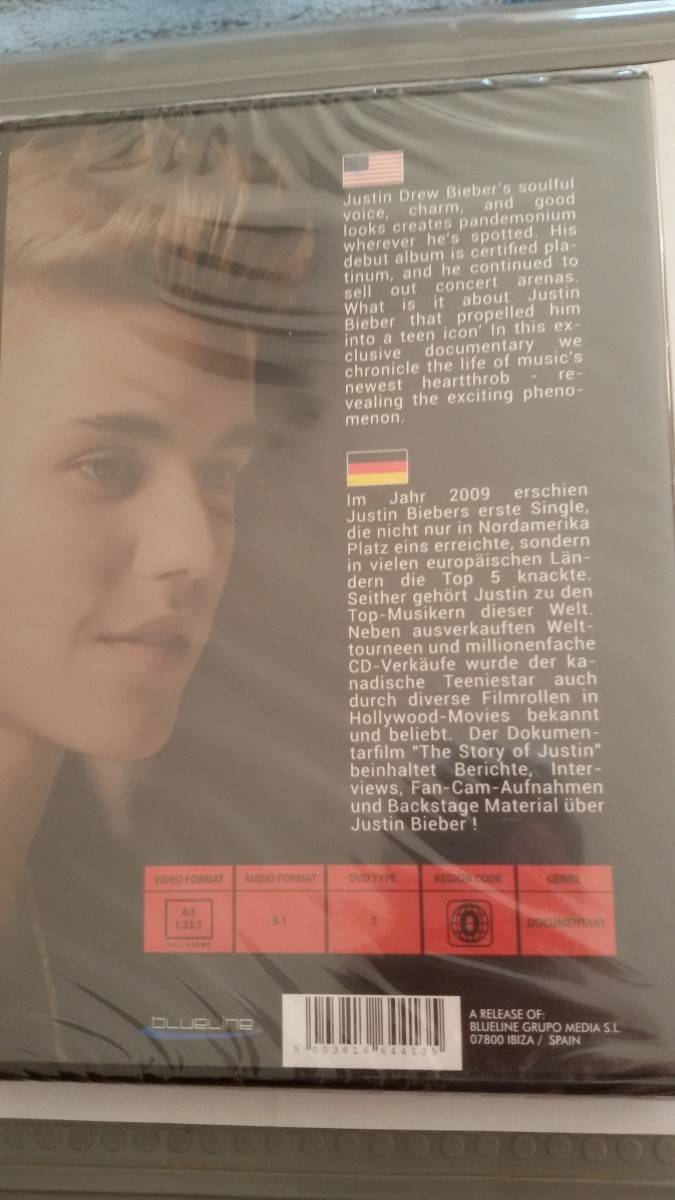 Justin Drew Bieber's soulful
voice, charm, and good
looks creates pandemonium
wherever he's spotted. His
debut album is certified pla-
tinum, and he continued to
sell out concert arenas.
What is it about Justin
Bieber that propelled him
into a teen icon' In this ex-
clusive documentary we
chronicle the life of music's
newest heartthrob - re-
vealing the exciting pheno-
menon.
Im Jahr 2009 erschien
Justin Biebers erste Single,
die nicht nur in Nordamerika
Platz eins erreichte, sondern
in vielen europäischen Län-
dern die Top 5 knackte.
Seither gehört Justin zu den
Top-Musikern dieser Welt.
Neben ausverkauften Welt-
tourneen und millionenfache
CD-Verkäufe wurde der ka-
nadische Teeniestar auch
durch diverse Filmrollen in
Hollywood-Movies bekannt
und beliebt. Der Dokumen-
tarfilm "The Story of Justin"
beinhaltet Berichte, Inter-
views, Fan-Cam-Aufnahmen
und Backstage Material über
Justin Bieber !
VIDEO FORMAT AUDIO FORMAT DVD TYPE REGION CODE GENRE
4:3
1.33:1
FULL FRAME
5.1 5 0 DOCUMENTARY
blueline
5 003816 644135
A RELEASE OF:
BLUELINE GRUPO MEDIA S.L.
07800 IBIZA / SPAIN